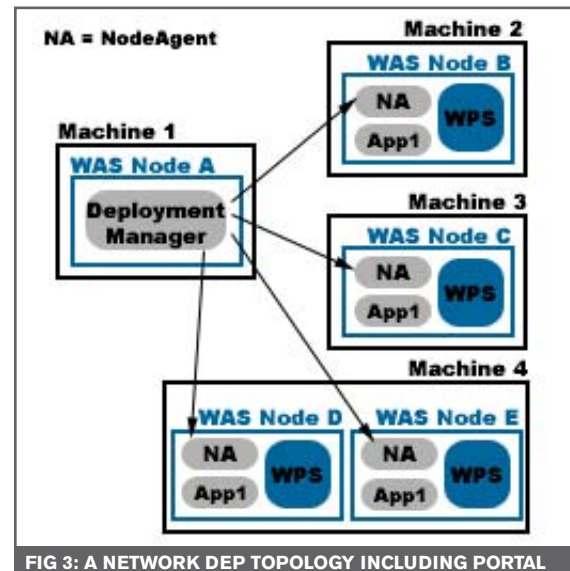 NA = NodeAgent
Machine 1
WAS Node A
Deployment
Manager
Machine 2
WAS Node B
NA
App1
WPS
Machine 3
WAS Node C
NA
App1
WPS
Machine 4
WAS Node D
NA
App1
WPS
WAS Node E
NA
App1
WPS
FIG 3: A NETWORK DEP TOPOLOGY INCLUDING PORTAL